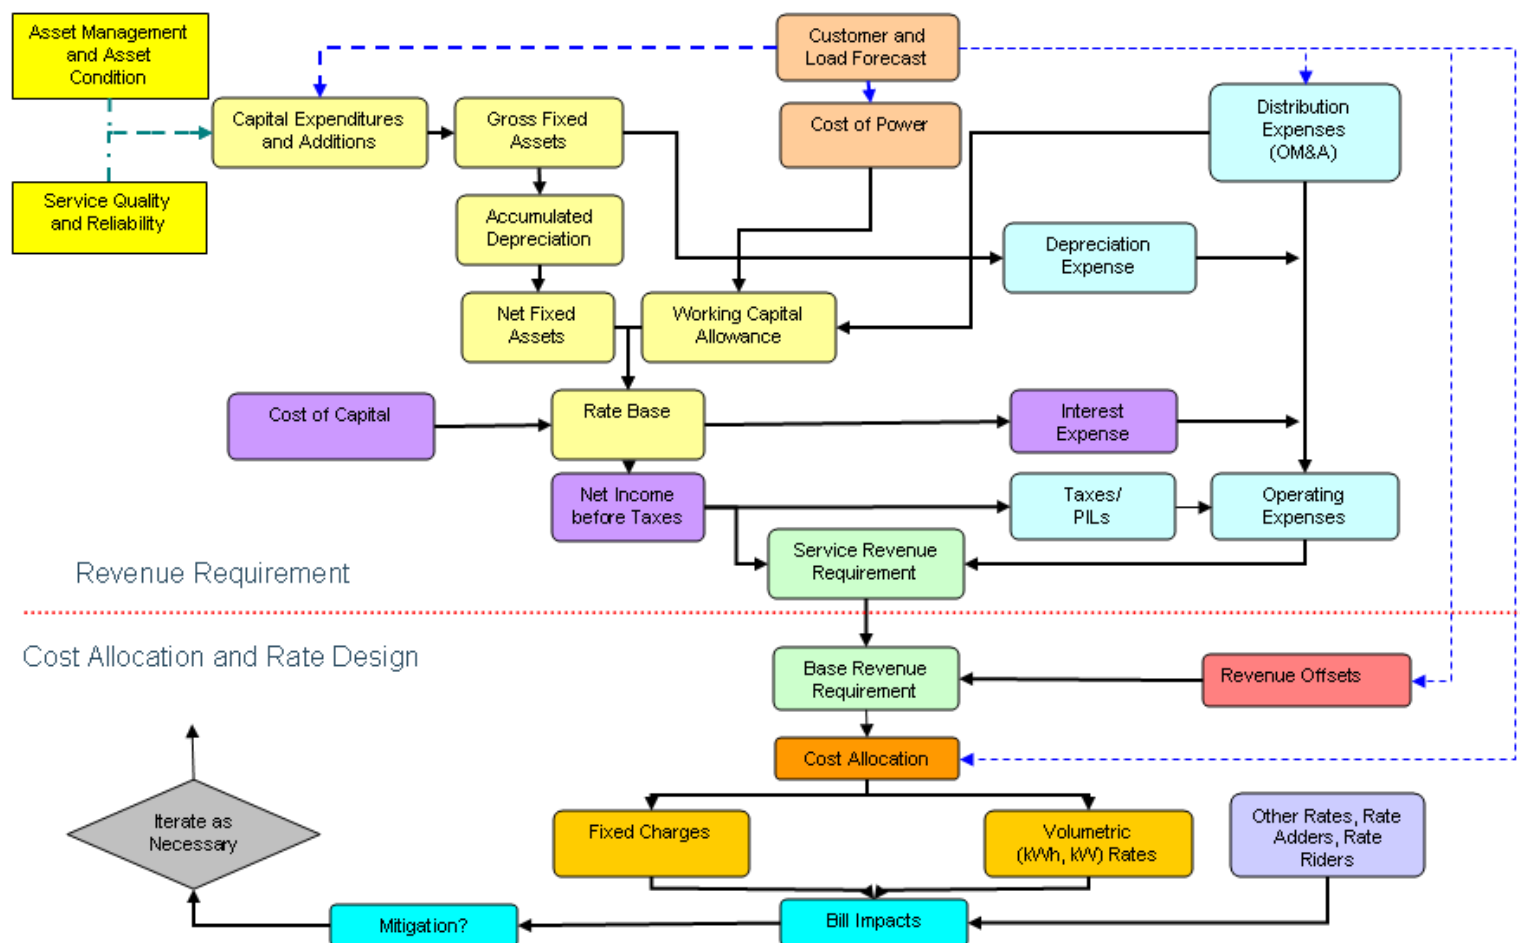 Asset Management
and Asset
Condition
Customer and
Load Forecast
Capital Expenditures
and Additions
Gross Fixed
Assets
Cost of Power
Distribution
Expenses
(OM&A)
Service Quality
and Reliability
Accumulated
Depreciation
Depreciation
Expense
Net Fixed
Assets
Working Capital
Allowance
Cost of Capital
Rate Base
Interest
Expense
Net Income
before Taxes
Taxes/
PILs
Operating
Expenses
Service Revenue
Requirement
Revenue Requirement
Cost Allocation and Rate Design
Base Revenue
Requirement
Revenue Offsets
Cost Allocation
Iterate as
Necessary
Fixed Charges
Volumetric
(kWh, kW) Rates
Other Rates, Rate
Adders, Rate
Riders
Mitigation?
Bill Impacts